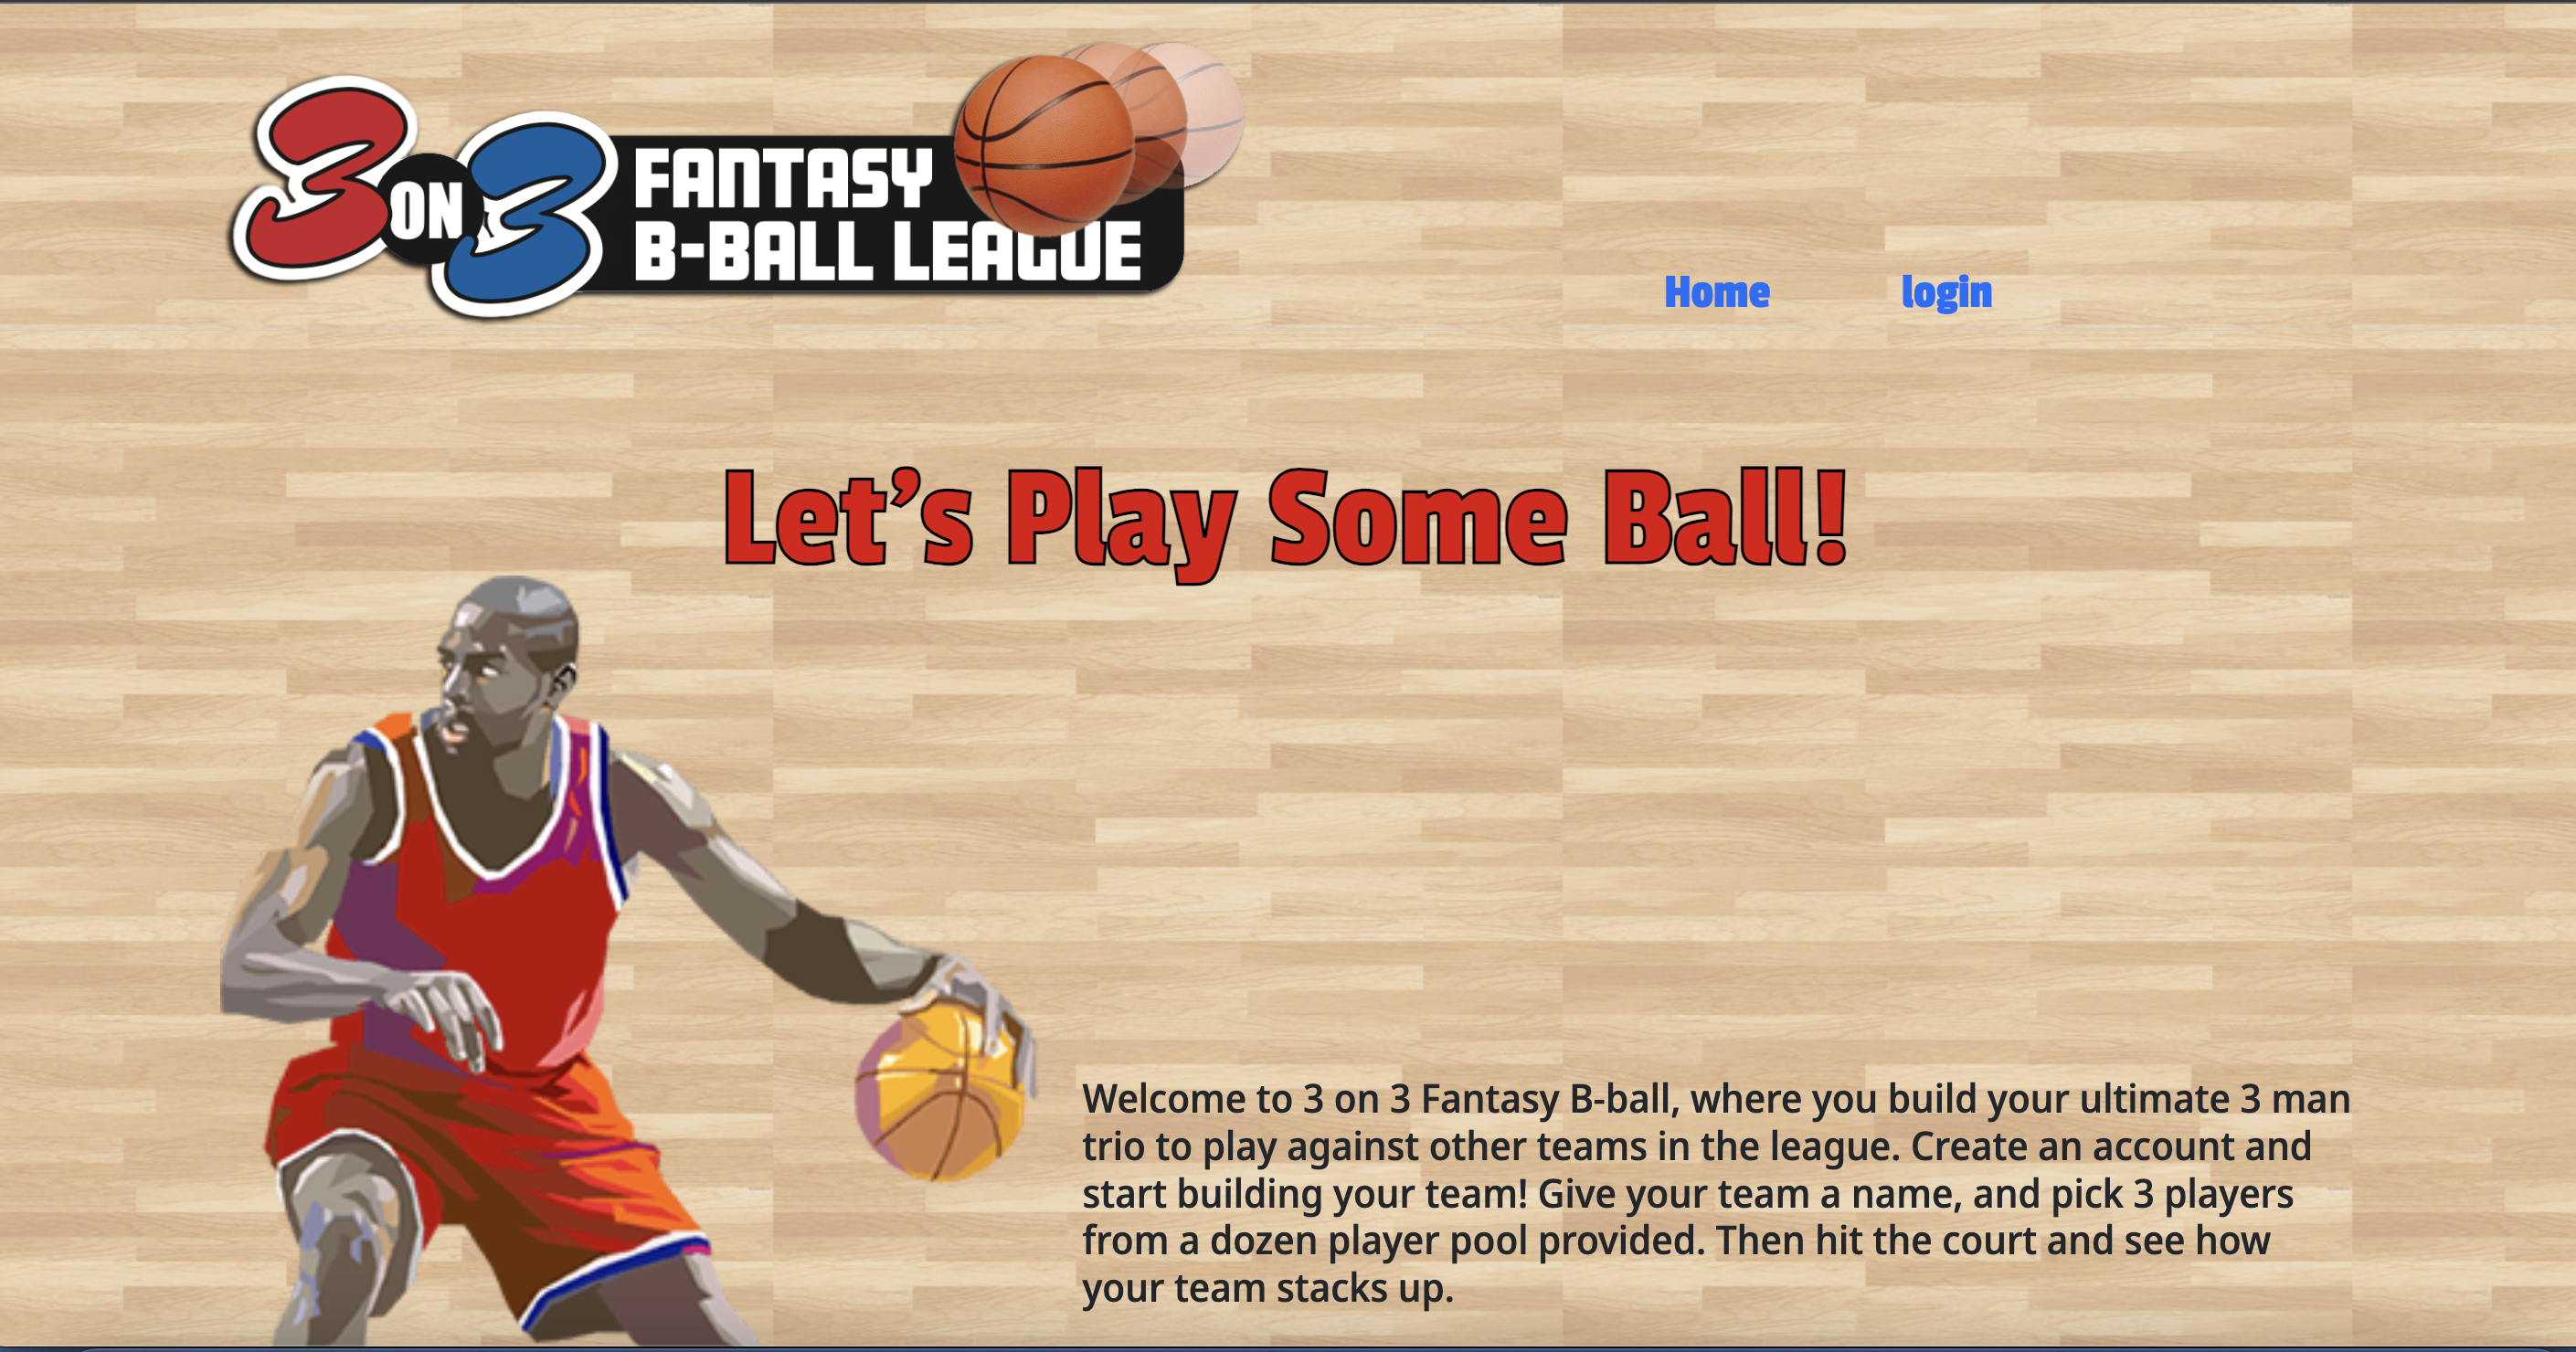 3 ON 3 FANTASY
B-BALL LEAGUE
Home login
Let’s Play Some Ball!
Welcome to 3 on 3 Fantasy B-ball, where you build your ultimate 3 man
trio to play against other teams in the league. Create an account and
start building your team! Give your team a name, and pick 3 players
from a dozen player pool provided. Then hit the court and see how
your team stacks up.